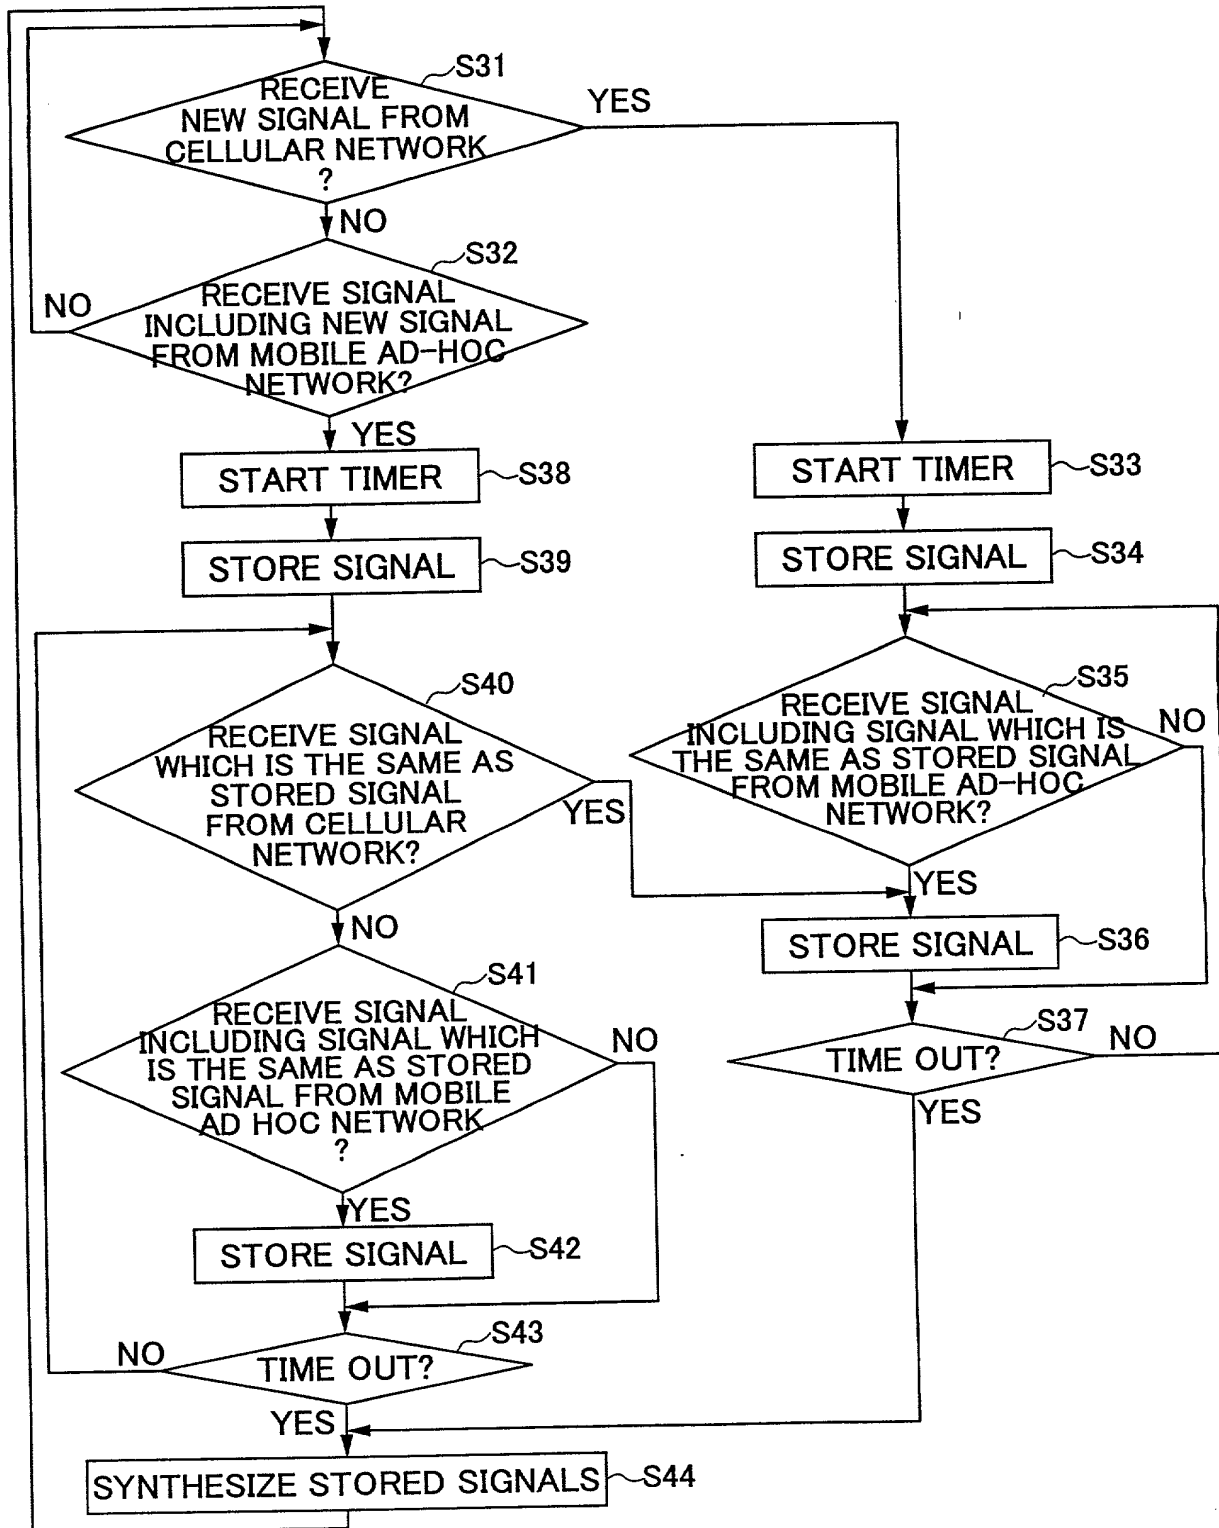 S31
RECEIVE
NEW SIGNAL FROM
CELLULAR NETWORK
?
YES
NO
S32
RECEIVE SIGNAL
INCLUDING NEW SIGNAL
FROM MOBILE AD-HOC
NETWORK?
NO
YES
START TIMER
S38
START TIMER
S33
STORE SIGNAL
S39
STORE SIGNAL
S34
S40
RECEIVE SIGNAL
WHICH IS THE SAME AS
STORED SIGNAL
FROM CELLULAR
NETWORK?
YES
NO
S35
RECEIVE SIGNAL
INCLUDING SIGNAL WHICH IS
THE SAME AS STORED SIGNAL
FROM MOBILE AD-HOC
NETWORK?
NO
YES
STORE SIGNAL
S36
S41
RECEIVE SIGNAL
INCLUDING SIGNAL WHICH
IS THE SAME AS STORED
SIGNAL FROM MOBILE
AD HOC NETWORK
?
NO
YES
S37
TIME OUT?
NO
YES
STORE SIGNAL
S42
S43
TIME OUT?
NO
YES
SYNTHESIZE STORED SIGNALS
S44